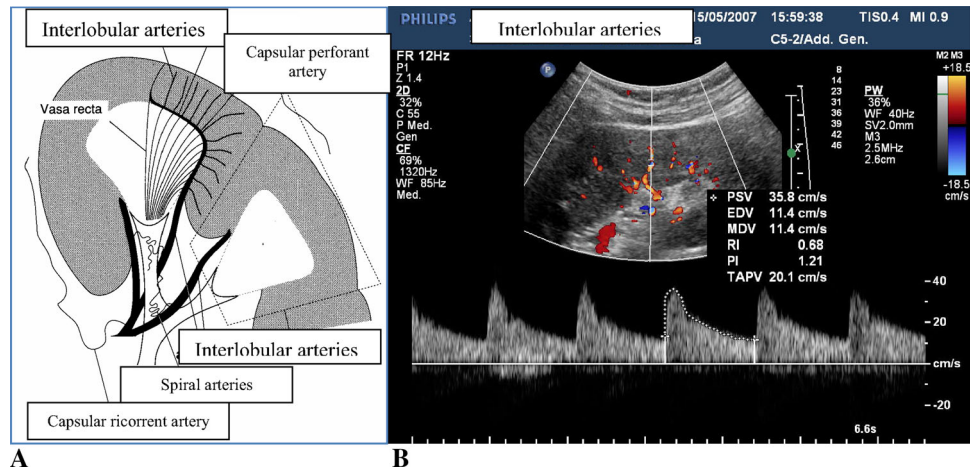 Interlobular arteries
Capsular perforant
artery
Vasa recta
Interlobular arteries
Spiral arteries
Capsular ricorrent artery
A
PHILIPS
Interlobular arteries
15/05/2007 15:59:38 TIS0.4 MI 0.9
a C5-2/Add. Gen.
FR 12Hz
P1
Z 1.4
2D
32%
C 55
P Med.
Gen
CF
69%
1320Hz
WF 85Hz
Med.
P
8
14
23
31
36
39
42
46
PW
36%
WF 40Hz
SV2.0mm
M3
2.5MHz
2.6cm
M2 M3
+18.5
-18.5
cm/s
PSV 35.8 cm/s
EDV 11.4 cm/s
MDV 11.4 cm/s
RI 0.68
PI 1.21
TAPV 20.1 cm/s
-40
-20
cm/s
-20
6.6s
B